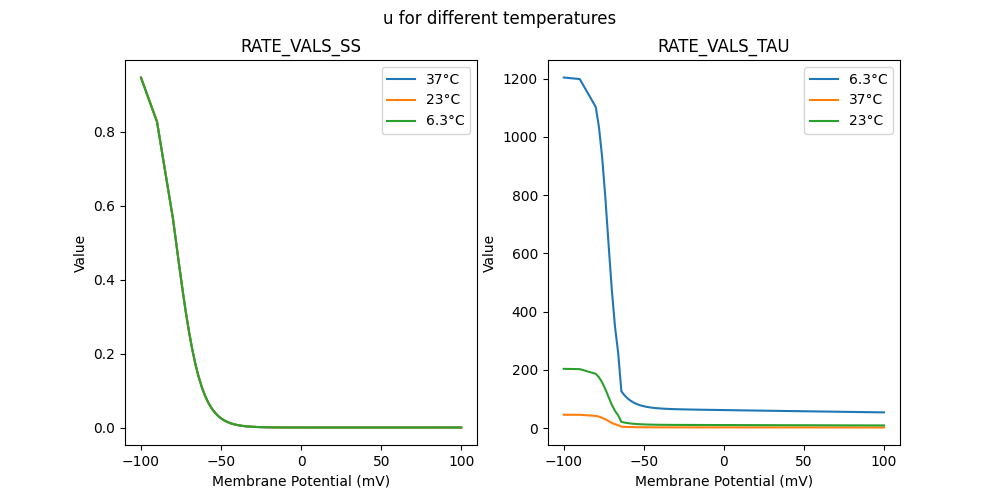 u for different temperatures
RATE_VALS_SS
RATE_VALS_TAU
37°C
23°C
6.3°C
6.3°C
37°C
23°C
Value
0.8
0.6
0.4
0.2
0.0
−100
−50
0
50
100
Membrane Potential (mV)
Value
1200
1000
800
600
400
200
0
−100
−50
0
50
100
Membrane Potential (mV)